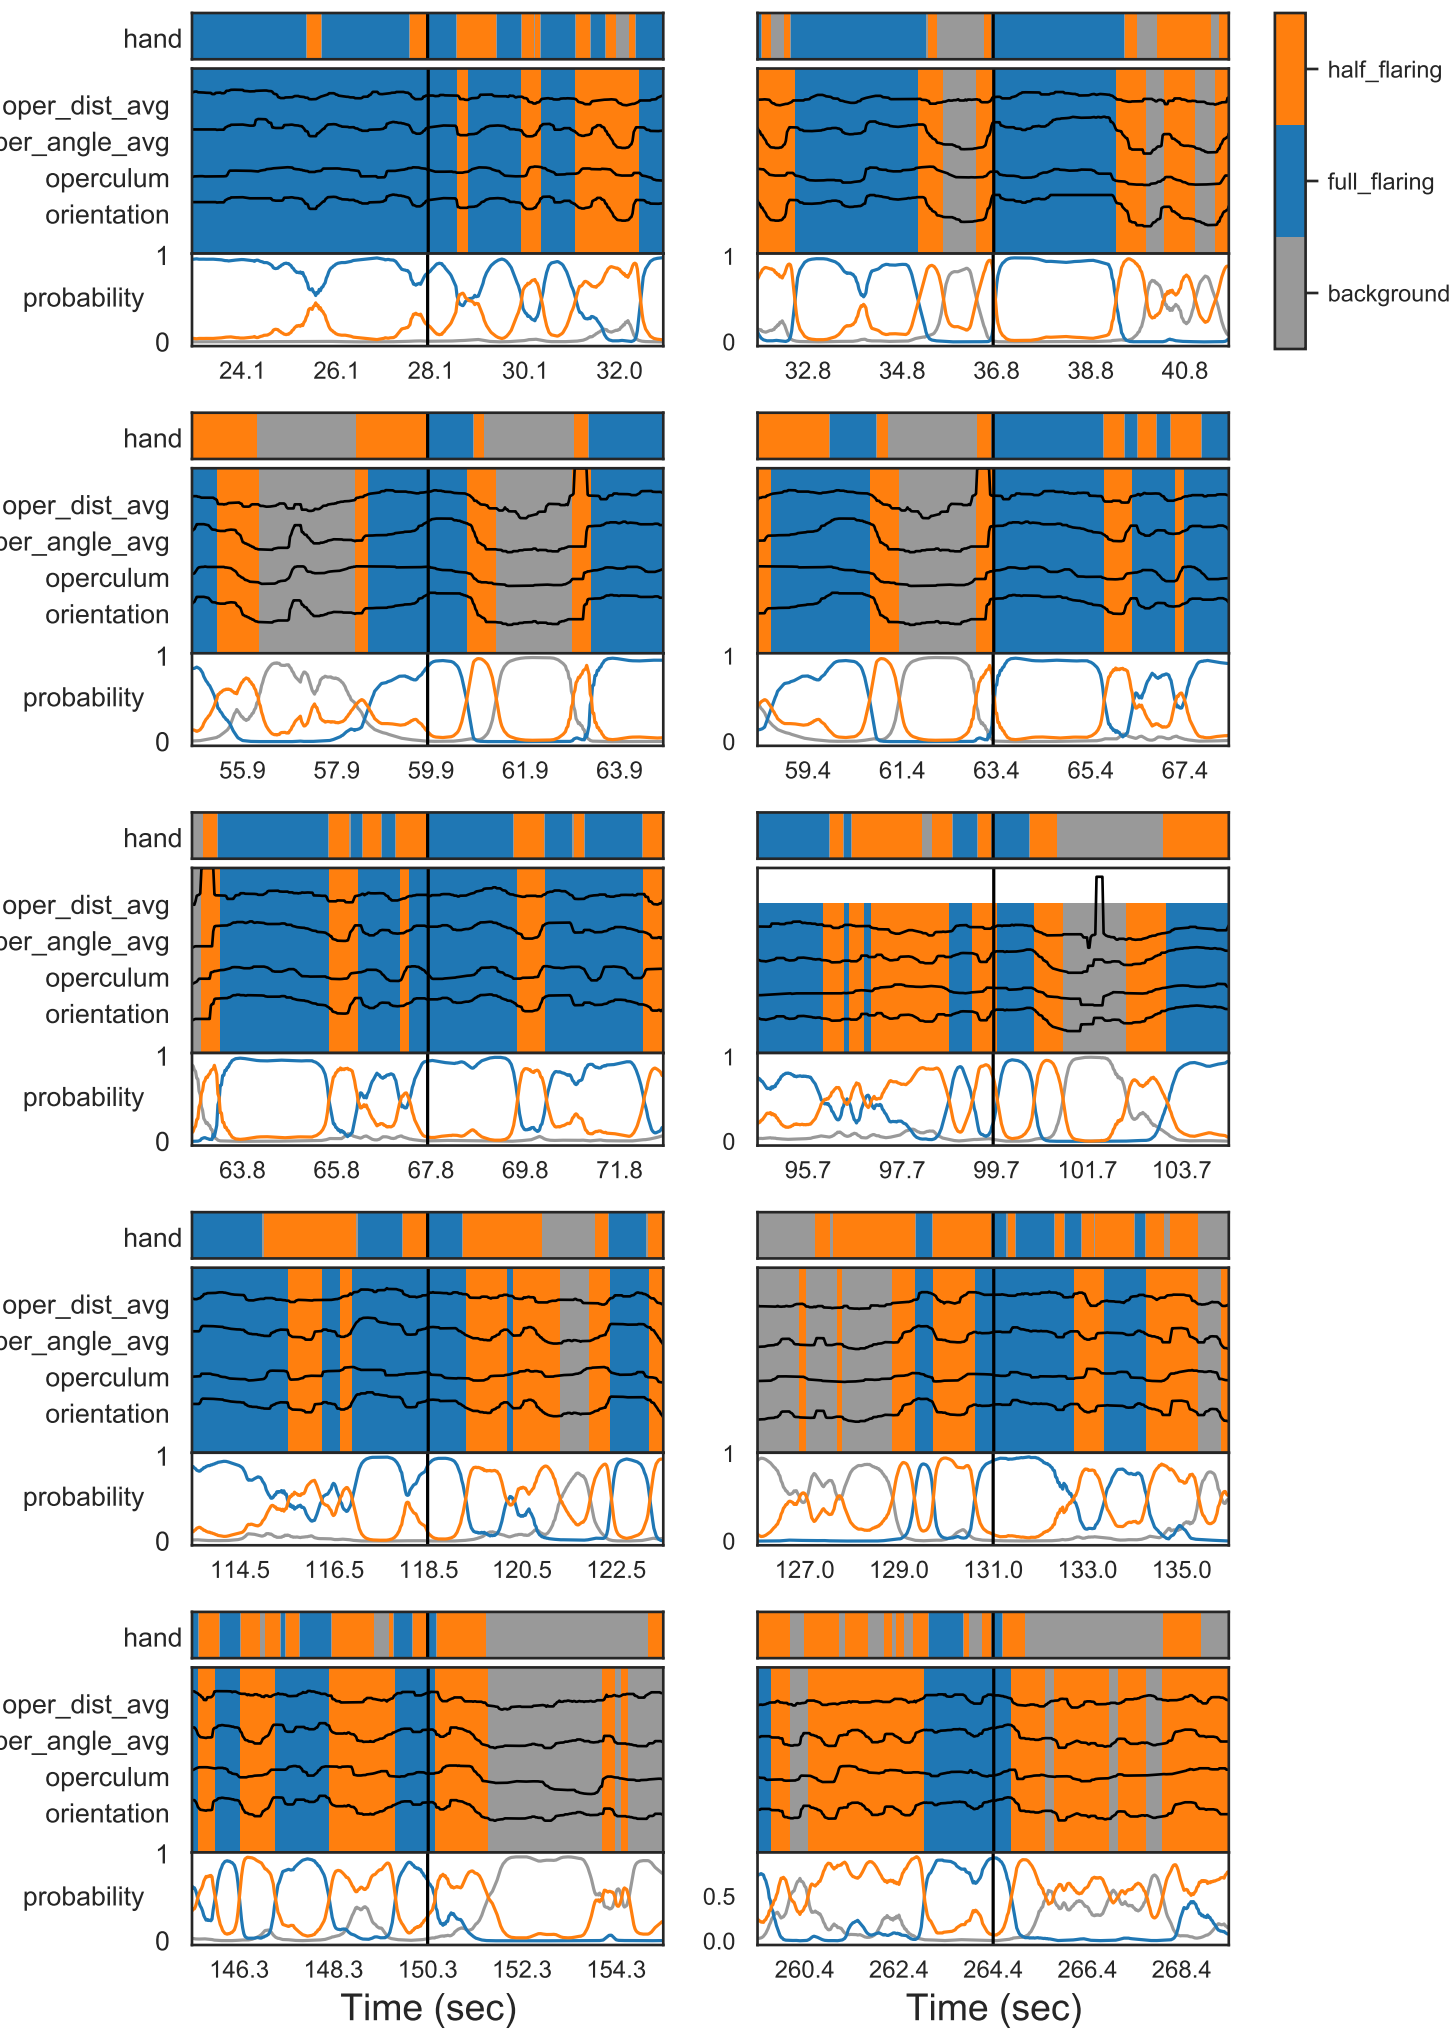 hand
half_flaring
oper_dist_avg
per_angle_avg
operculum
orientation
full_flaring
1
1
probability
background
0
0
24.1 26.1 28.1 30.1 32.0
32.8 34.8 36.8 38.8 40.8
hand
oper_dist_avg
per_angle_avg
operculum
orientation
1
1
probability
0
0
55.9 57.9 59.9 61.9 63.9
59.4 61.4 63.4 65.4 67.4
hand
oper_dist_avg
per_angle_avg
operculum
orientation
1
1
probability
0
0
63.8 65.8 67.8 69.8 71.8
95.7 97.7 99.7 101.7 103.7
hand
oper_dist_avg
per_angle_avg
operculum
orientation
1
1
probability
0
0
114.5 116.5 118.5 120.5 122.5
127.0 129.0 131.0 133.0 135.0
hand
oper_dist_avg
per_angle_avg
operculum
orientation
1
probability
0.5
0
0.0
146.3 148.3 150.3 152.3 154.3
260.4 262.4 264.4 266.4 268.4
Time (sec)
Time (sec)